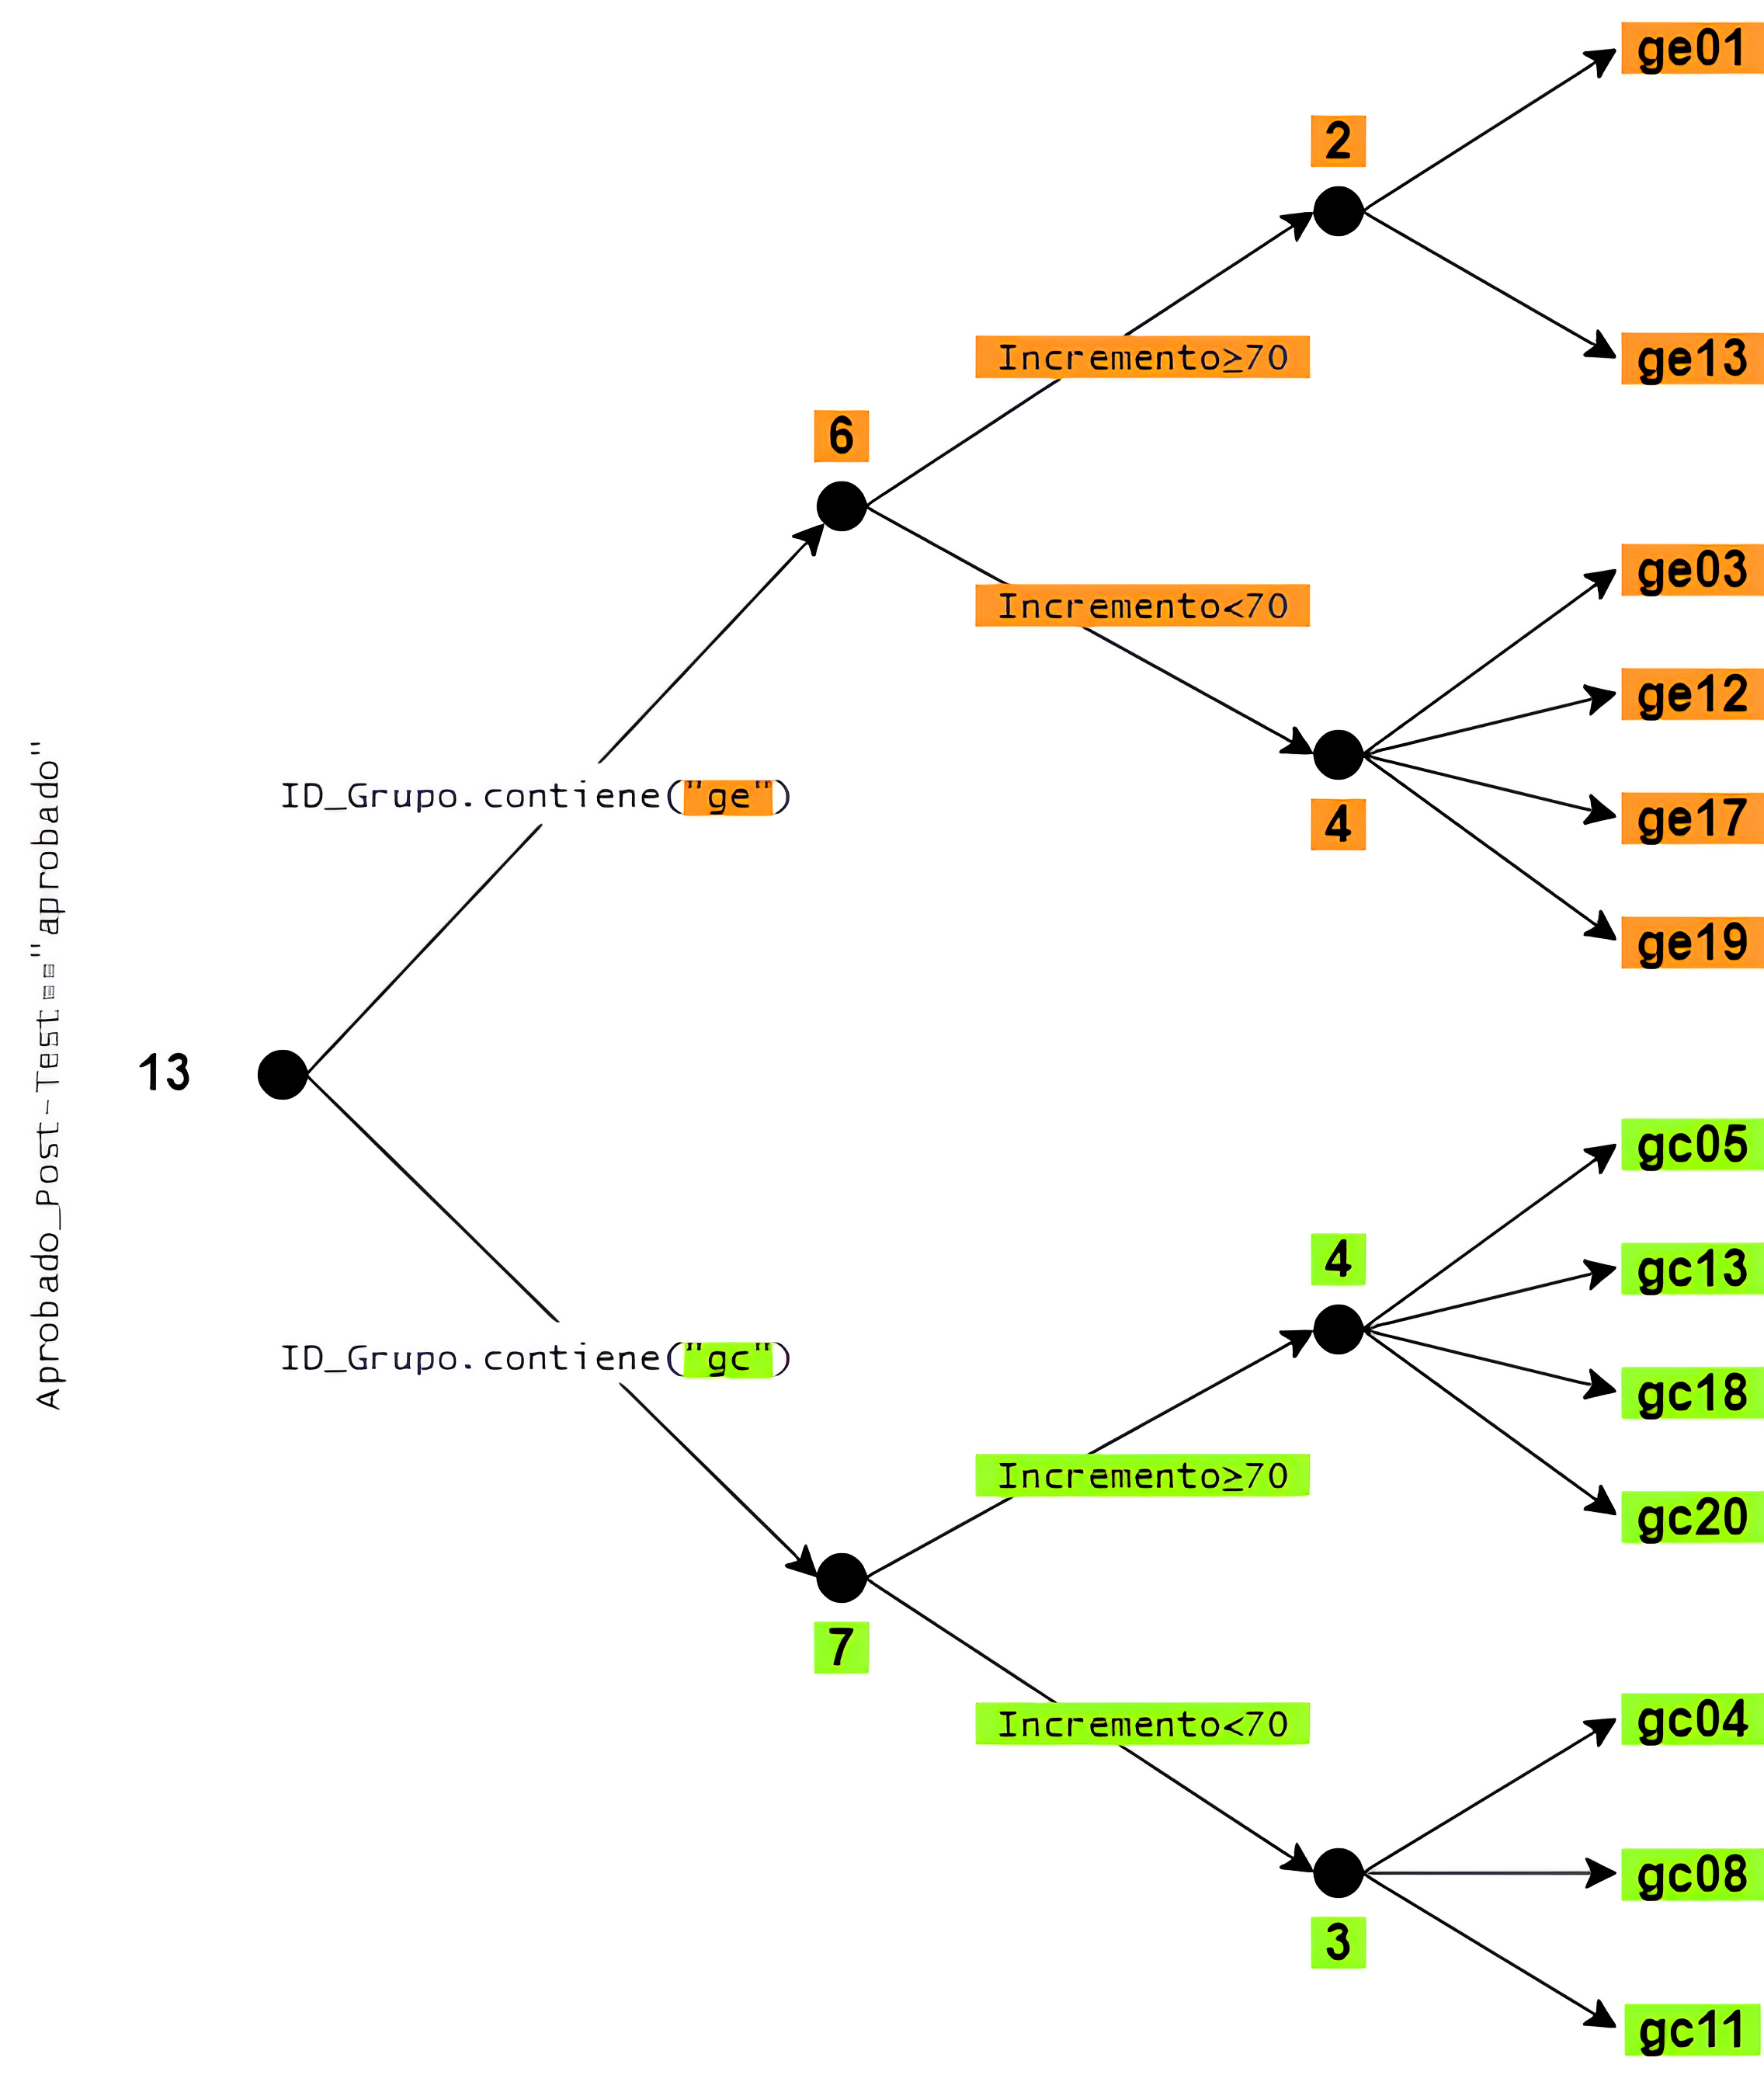 ge01
2
ge13
Incremento≥70
6
ge03
Incremento<70
ge12
ID_Grupo.contiene("ge")
4
ge17
ge19
Aprobado_Post-Test=="aprobado"
13
gc05
4
gc13
ID_Grupo.contiene("gc")
gc18
Incremento≥70
gc20
7
Incremento<70
gc04
gc08
3
gc11